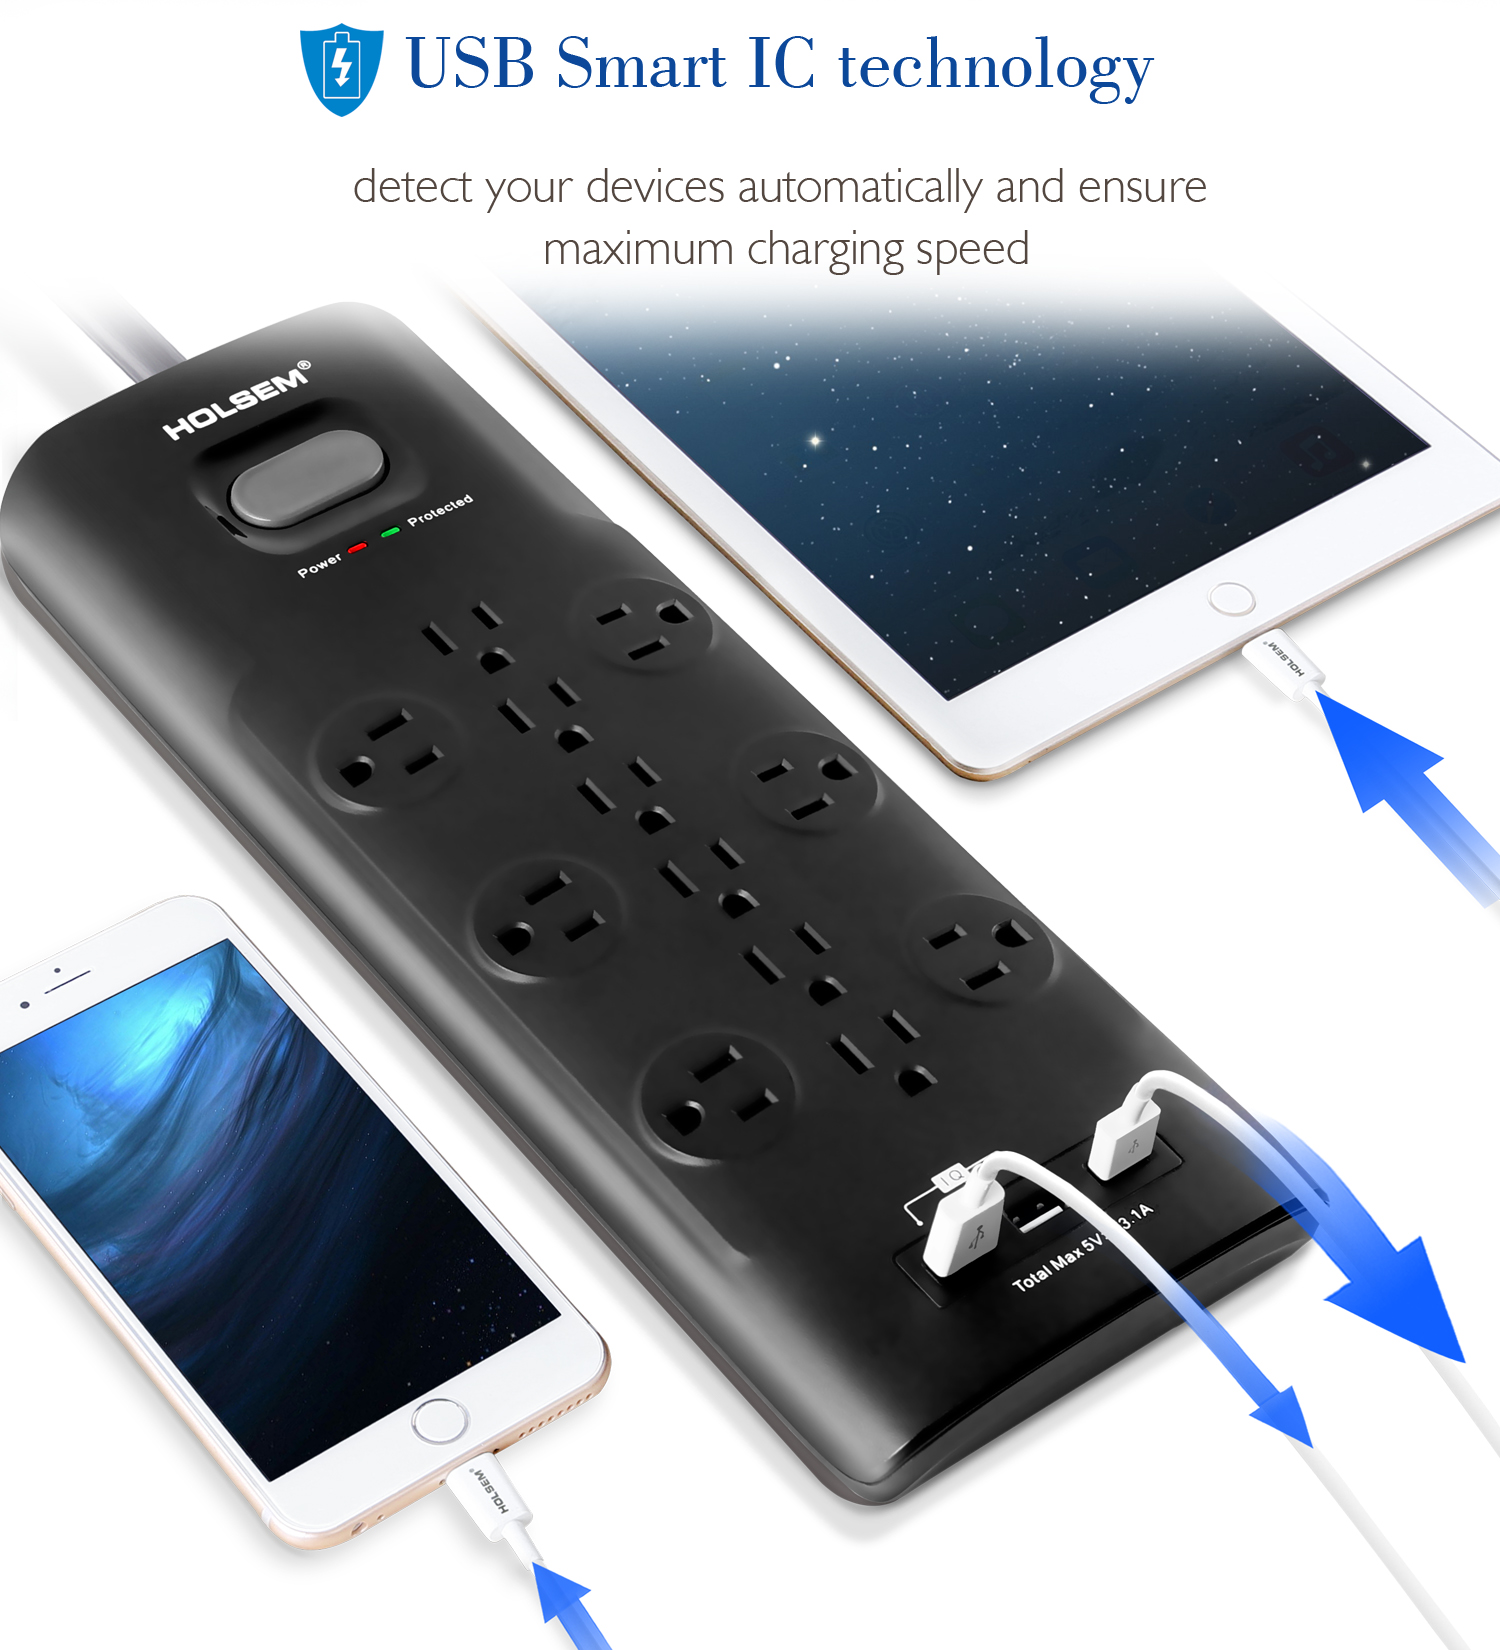 USB Smart IC technology
detect your devices automatically and ensure
maximum charging speed
HOLSEM®
Power
Protected
HOLSEM®
IQ
Total Max 5V 3.1A
HOLSEM®